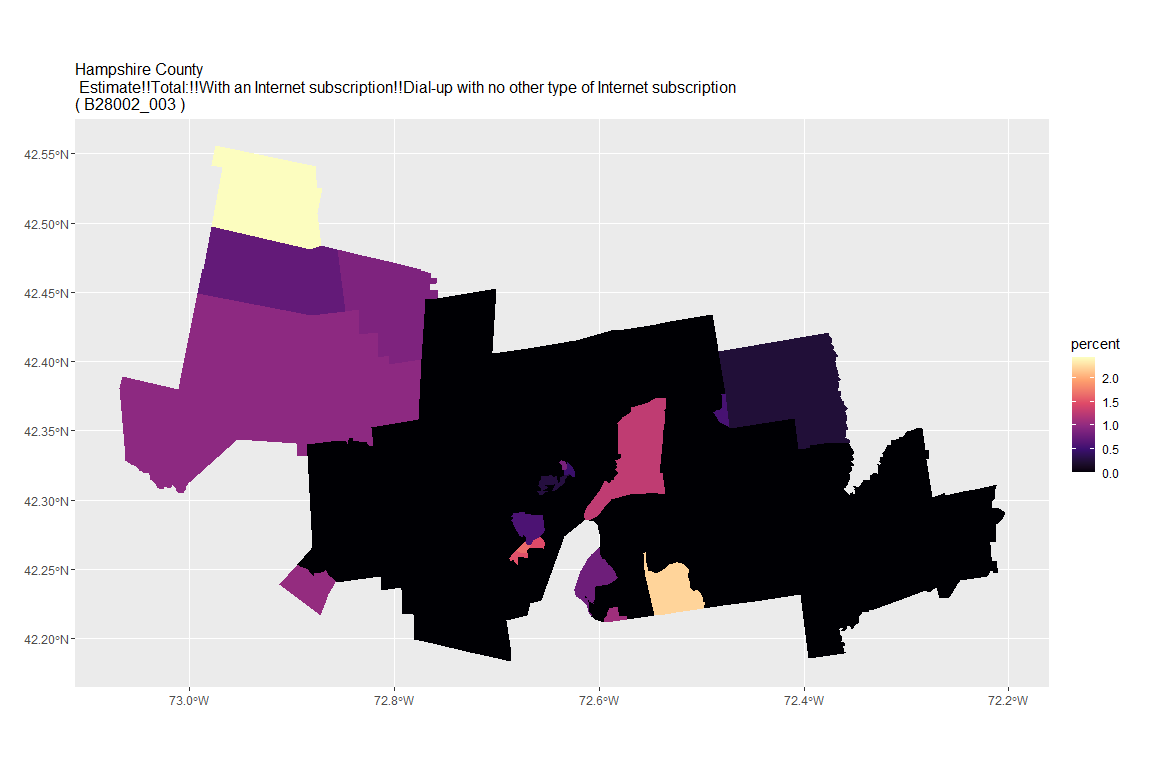 Hampshire County
Estimate!!Total:!!With an Internet subscription!!Dial-up with no other type of Internet subscription
( B28002_003 )
42.55°N
42.50°N
42.45°N
42.40°N
42.35°N
42.30°N
42.25°N
42.20°N
73.0°W
72.8°W
72.6°W
72.4°W
72.2°W
percent
2.0
1.5
1.0
0.5
0.0